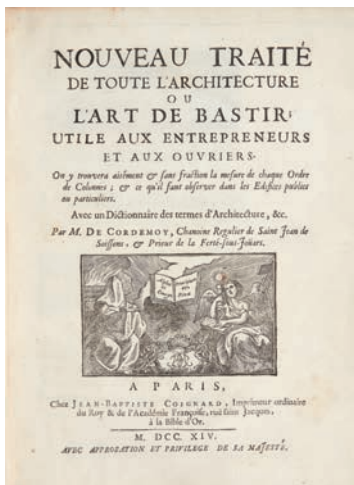 NOUVEAU TRAITÉ
DE TOUTE L'ARCHITECTURE
OU
L'ART DE BASTIR;
UTILE AUX ENTREPRENEURS
ET AUX OUVRIERS.
On y trouvera aisément & sans fraction la mesure de chaque Ordre
de Colonnes; & ce qu'il faut observer dans les Edifices publics
ou particuliers.
Avec un Dictionnaire des termes d'Architecture, &c.
Par M. DE CORDEMOY, Chanoine Regulier de Saint Jean de
Soissons, & Prieur de la Ferté-sous-Joüars.
A PARIS,
Chez JEAN-BAPTISTE COIGNARD, Imprimeur ordinaire
du Roy & de l'Académie Françoise, ruë saint Jacques,
à la Bible d'Or.
M. DCC. XIV.
AVEC APPROBATION ET PRIVILEGE DE SA MAJESTÉ.